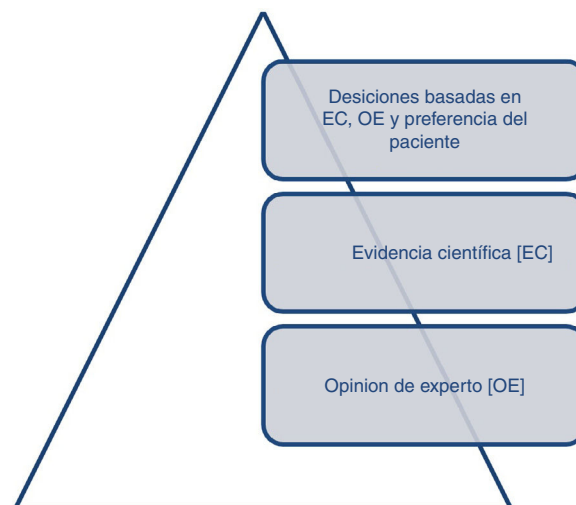 Desiciones basadas en
EC, OE y preferencia del
paciente
Evidencia científica [EC]
Opinion de experto [OE]